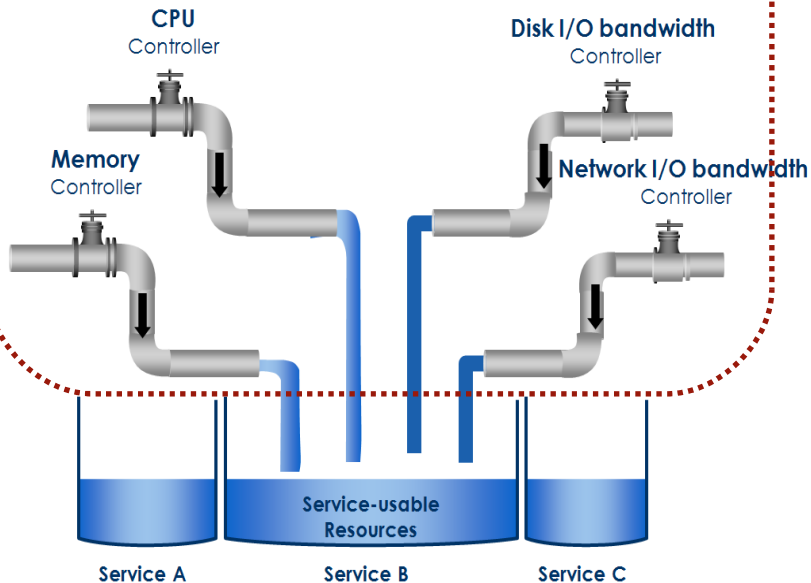 CPU
Controller
Disk I/O bandwidth
Controller
Memory
Controller
Network I/O bandwidth
Controller
Service-usable
Resources
Service A
Service B
Service C